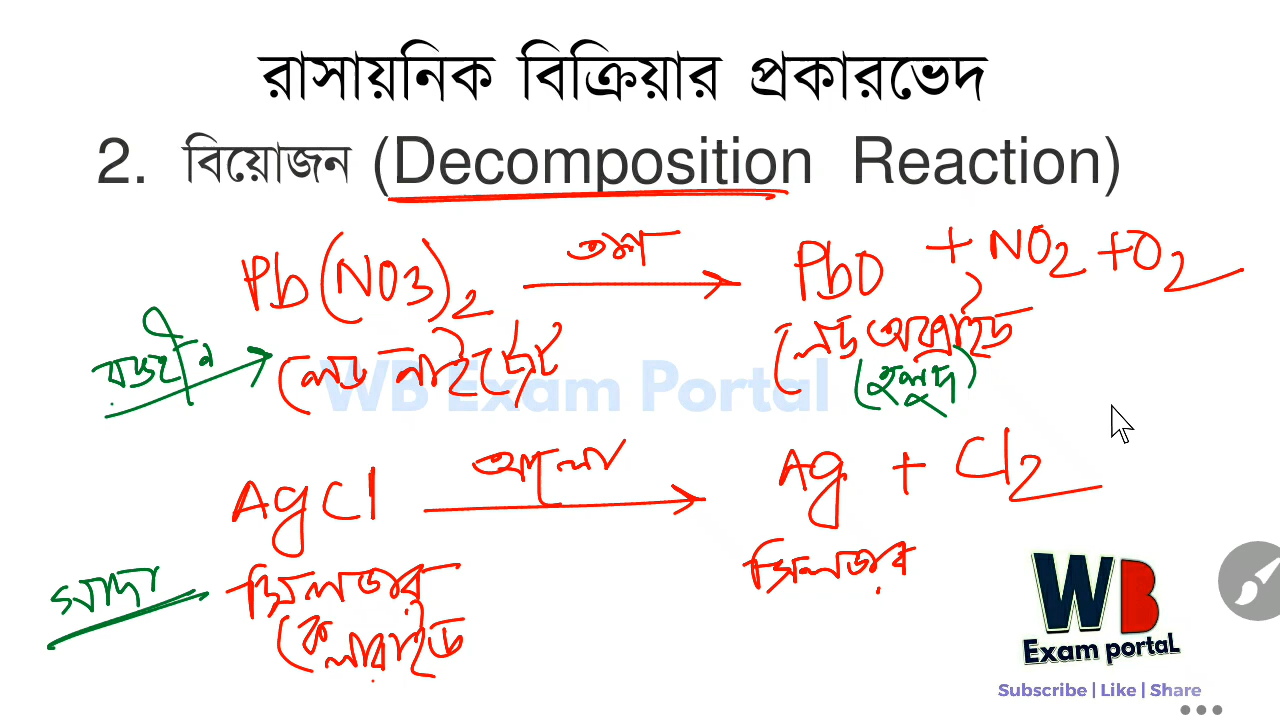 রাসায়নিক বিক্রিয়ার প্রকারভেদ
2. বিয়োজন (Decomposition Reaction)
Pb(NO3)2 তাপ PbO + NO2 + O2
বর্ণহীন লেড নাইট্রেট লেড অক্সাইড
(হলুদ)
WB Exam Portal
AgCl আলো Ag + Cl2
সাদা সিলভার সিলভার
ক্লোরাইড
WB
Exam portal
Subscribe | Like | Share